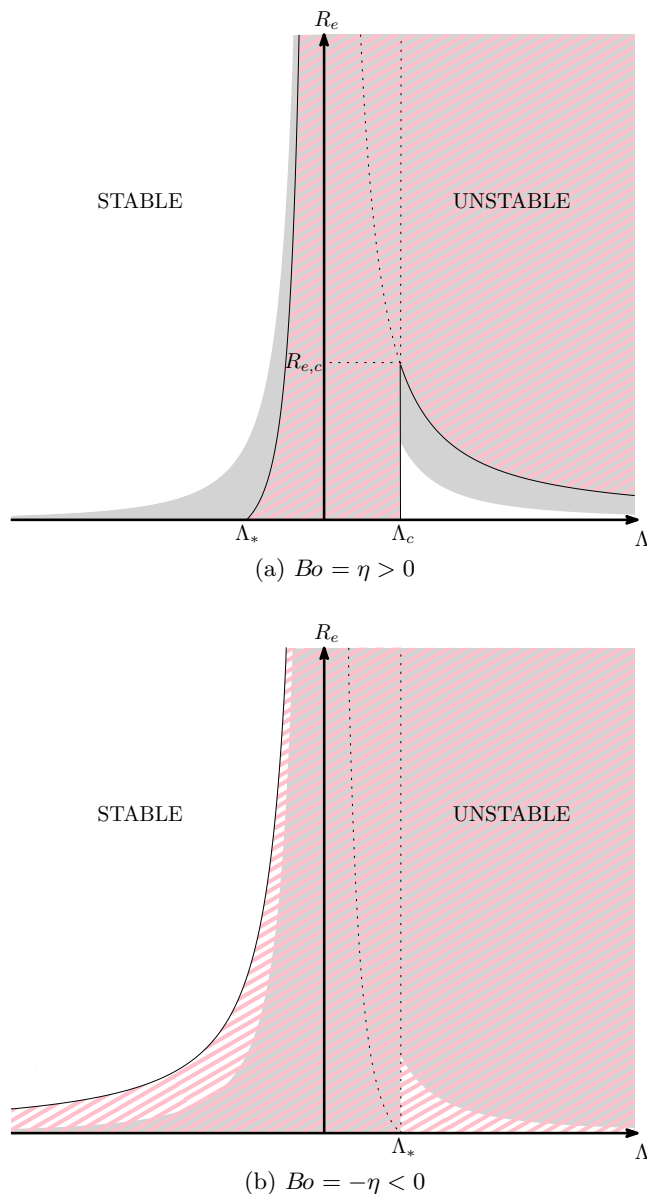 R_e
STABLE
UNSTABLE
R_{e,c}
Λ_*
Λ_c
Λ
(a) Bo = η > 0
R_e
STABLE
UNSTABLE
Λ_*
Λ
(b) Bo = −η < 0